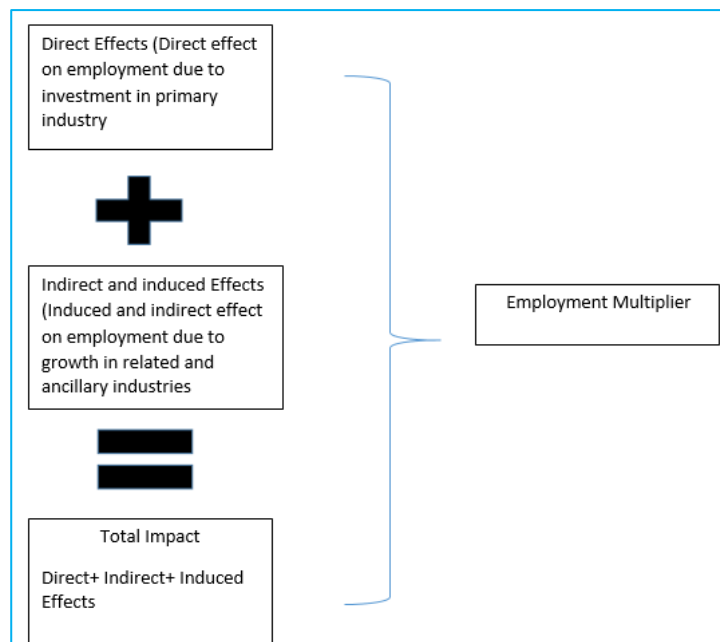 Direct Effects (Direct effect
on employment due to
investment in primary
industry
Indirect and induced Effects
(Induced and indirect effect
on employment due to
growth in related and
ancillary industries
Employment Multiplier
Total Impact
Direct+ Indirect+ Induced
Effects